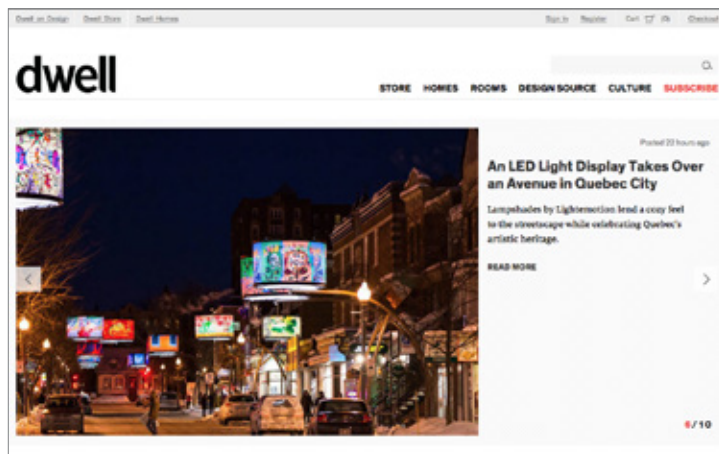 Dwell on Design Dwell Store Dwell Homes Sign In Register Cart Checkout
dwell
STORE HOMES ROOMS DESIGN SOURCE CULTURE SUBSCRIBE
Posted 22 hours ago
An LED Light Display Takes Over
an Avenue in Quebec City
Lampshades by Lightemotion lend a cozy feel
to the streetscape while celebrating Quebec's
artistic heritage.
READ MORE
6/10